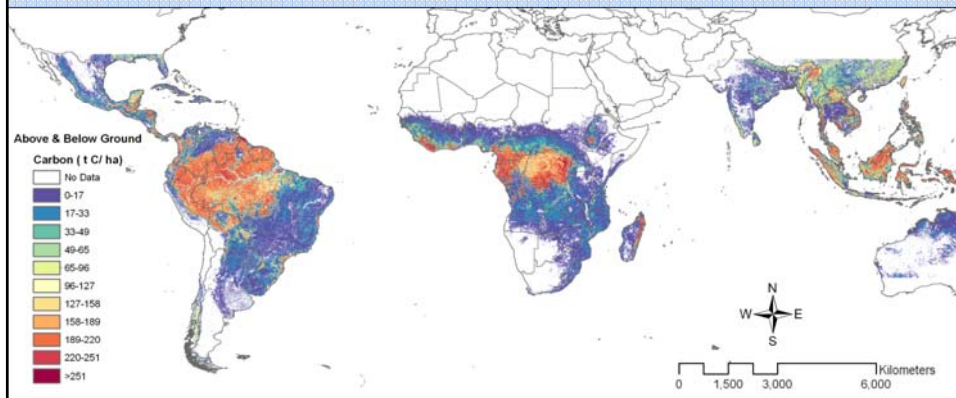 Above & Below Ground
Carbon ( t C/ ha)
No Data
0-17
17-33
33-49
49-65
65-96
96-127
127-158
158-189
189-220
220-251
>251
N
W E
S
Kilometers
0 1,500 3,000 6,000